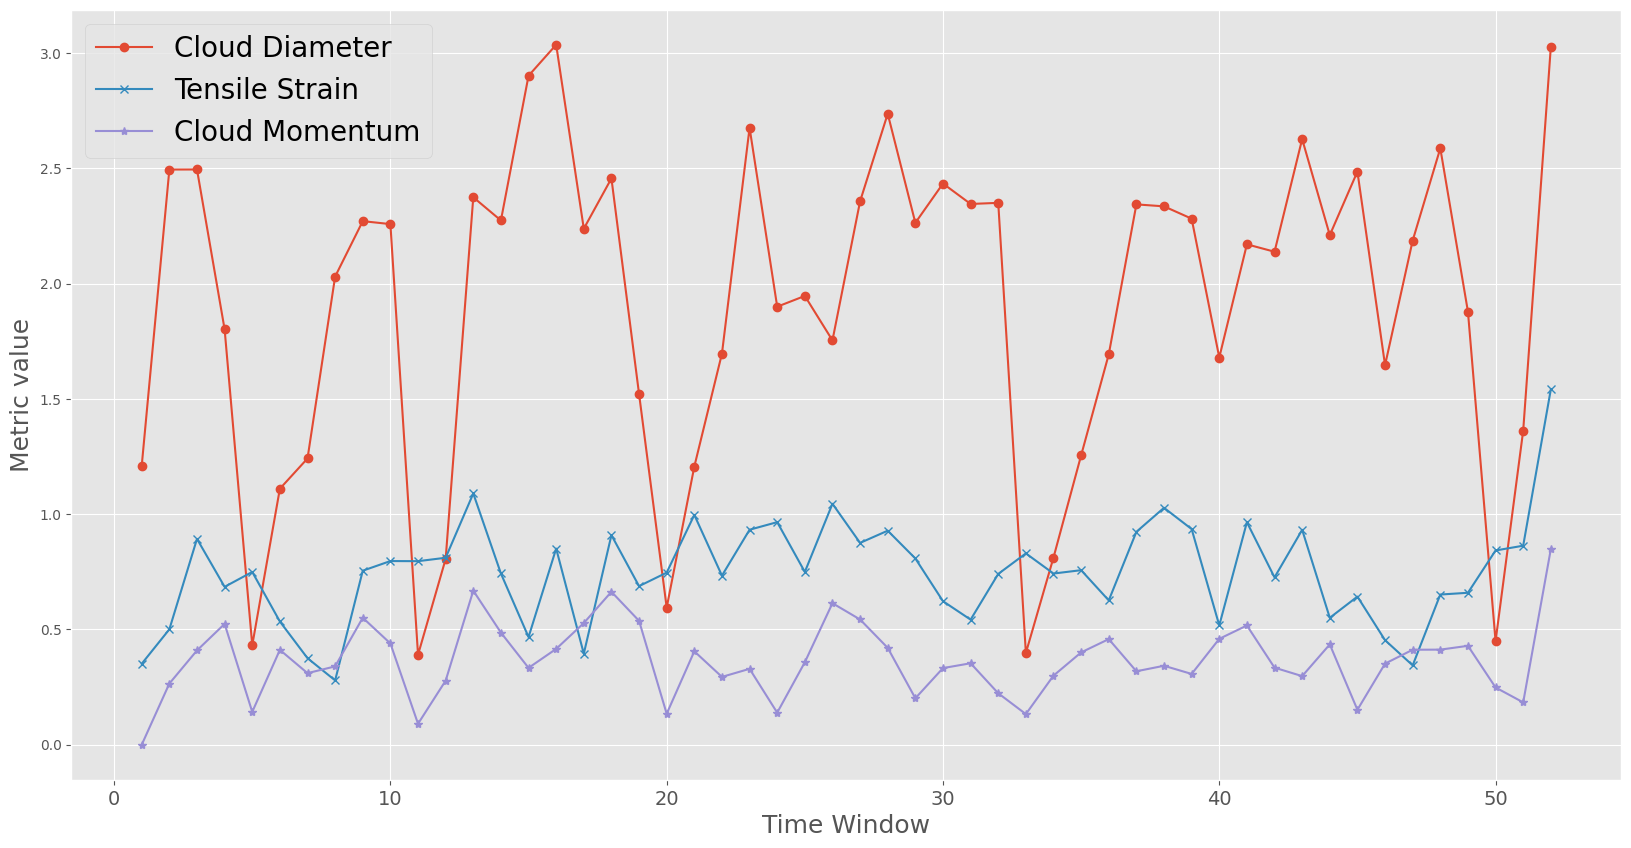 Cloud Diameter
Tensile Strain
Cloud Momentum
3.0
2.5
2.0
1.5
1.0
0.5
0.0
Metric value
0 10 20 30 40 50
Time Window